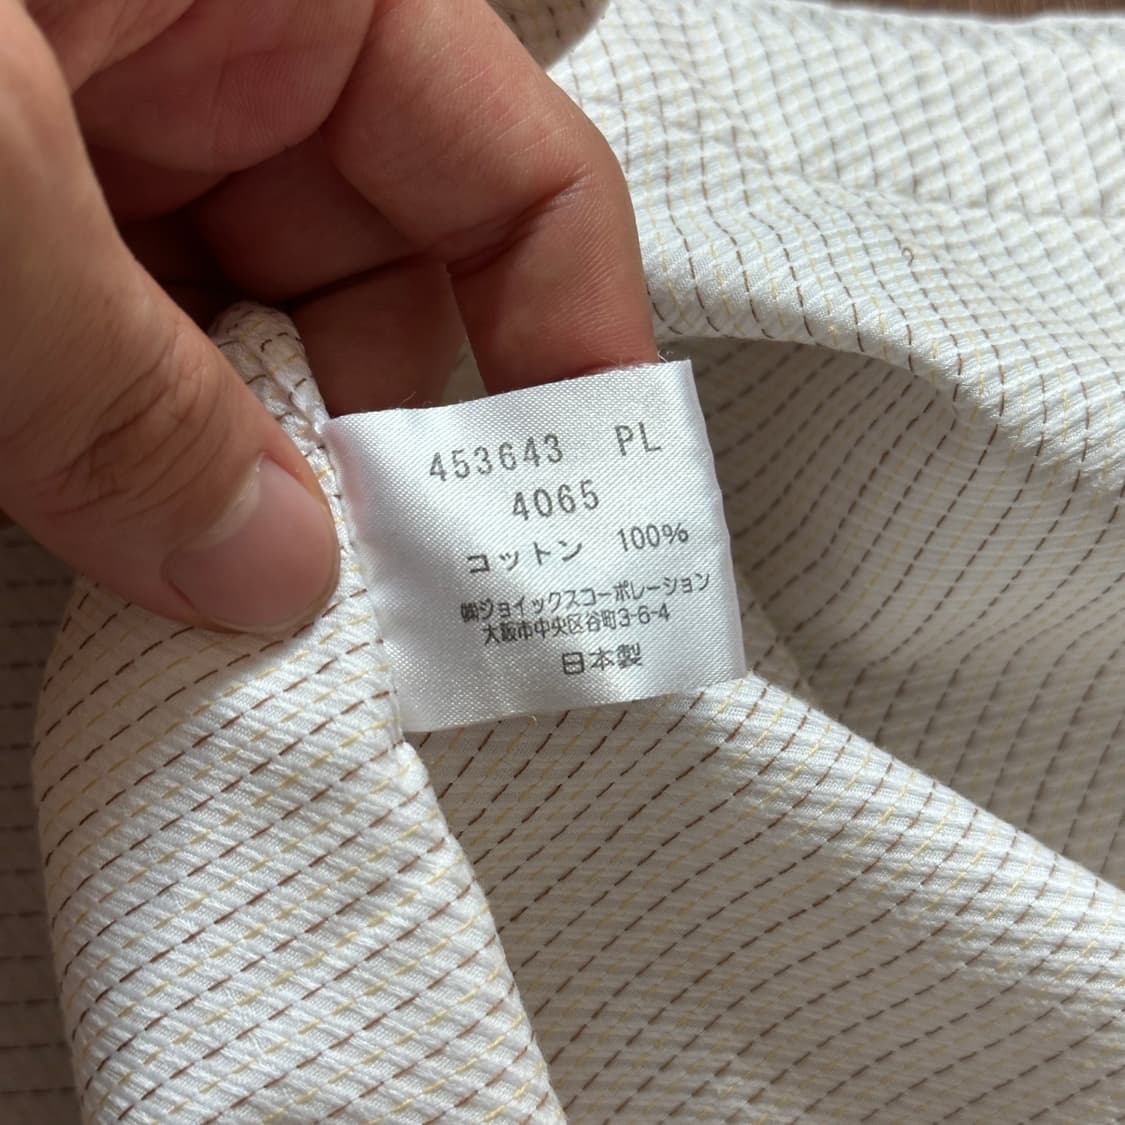 453643 PL
4065
コットン 100%
㈱ジョイックスコーポレーション
大阪市中央区谷町3-6-4
日本製